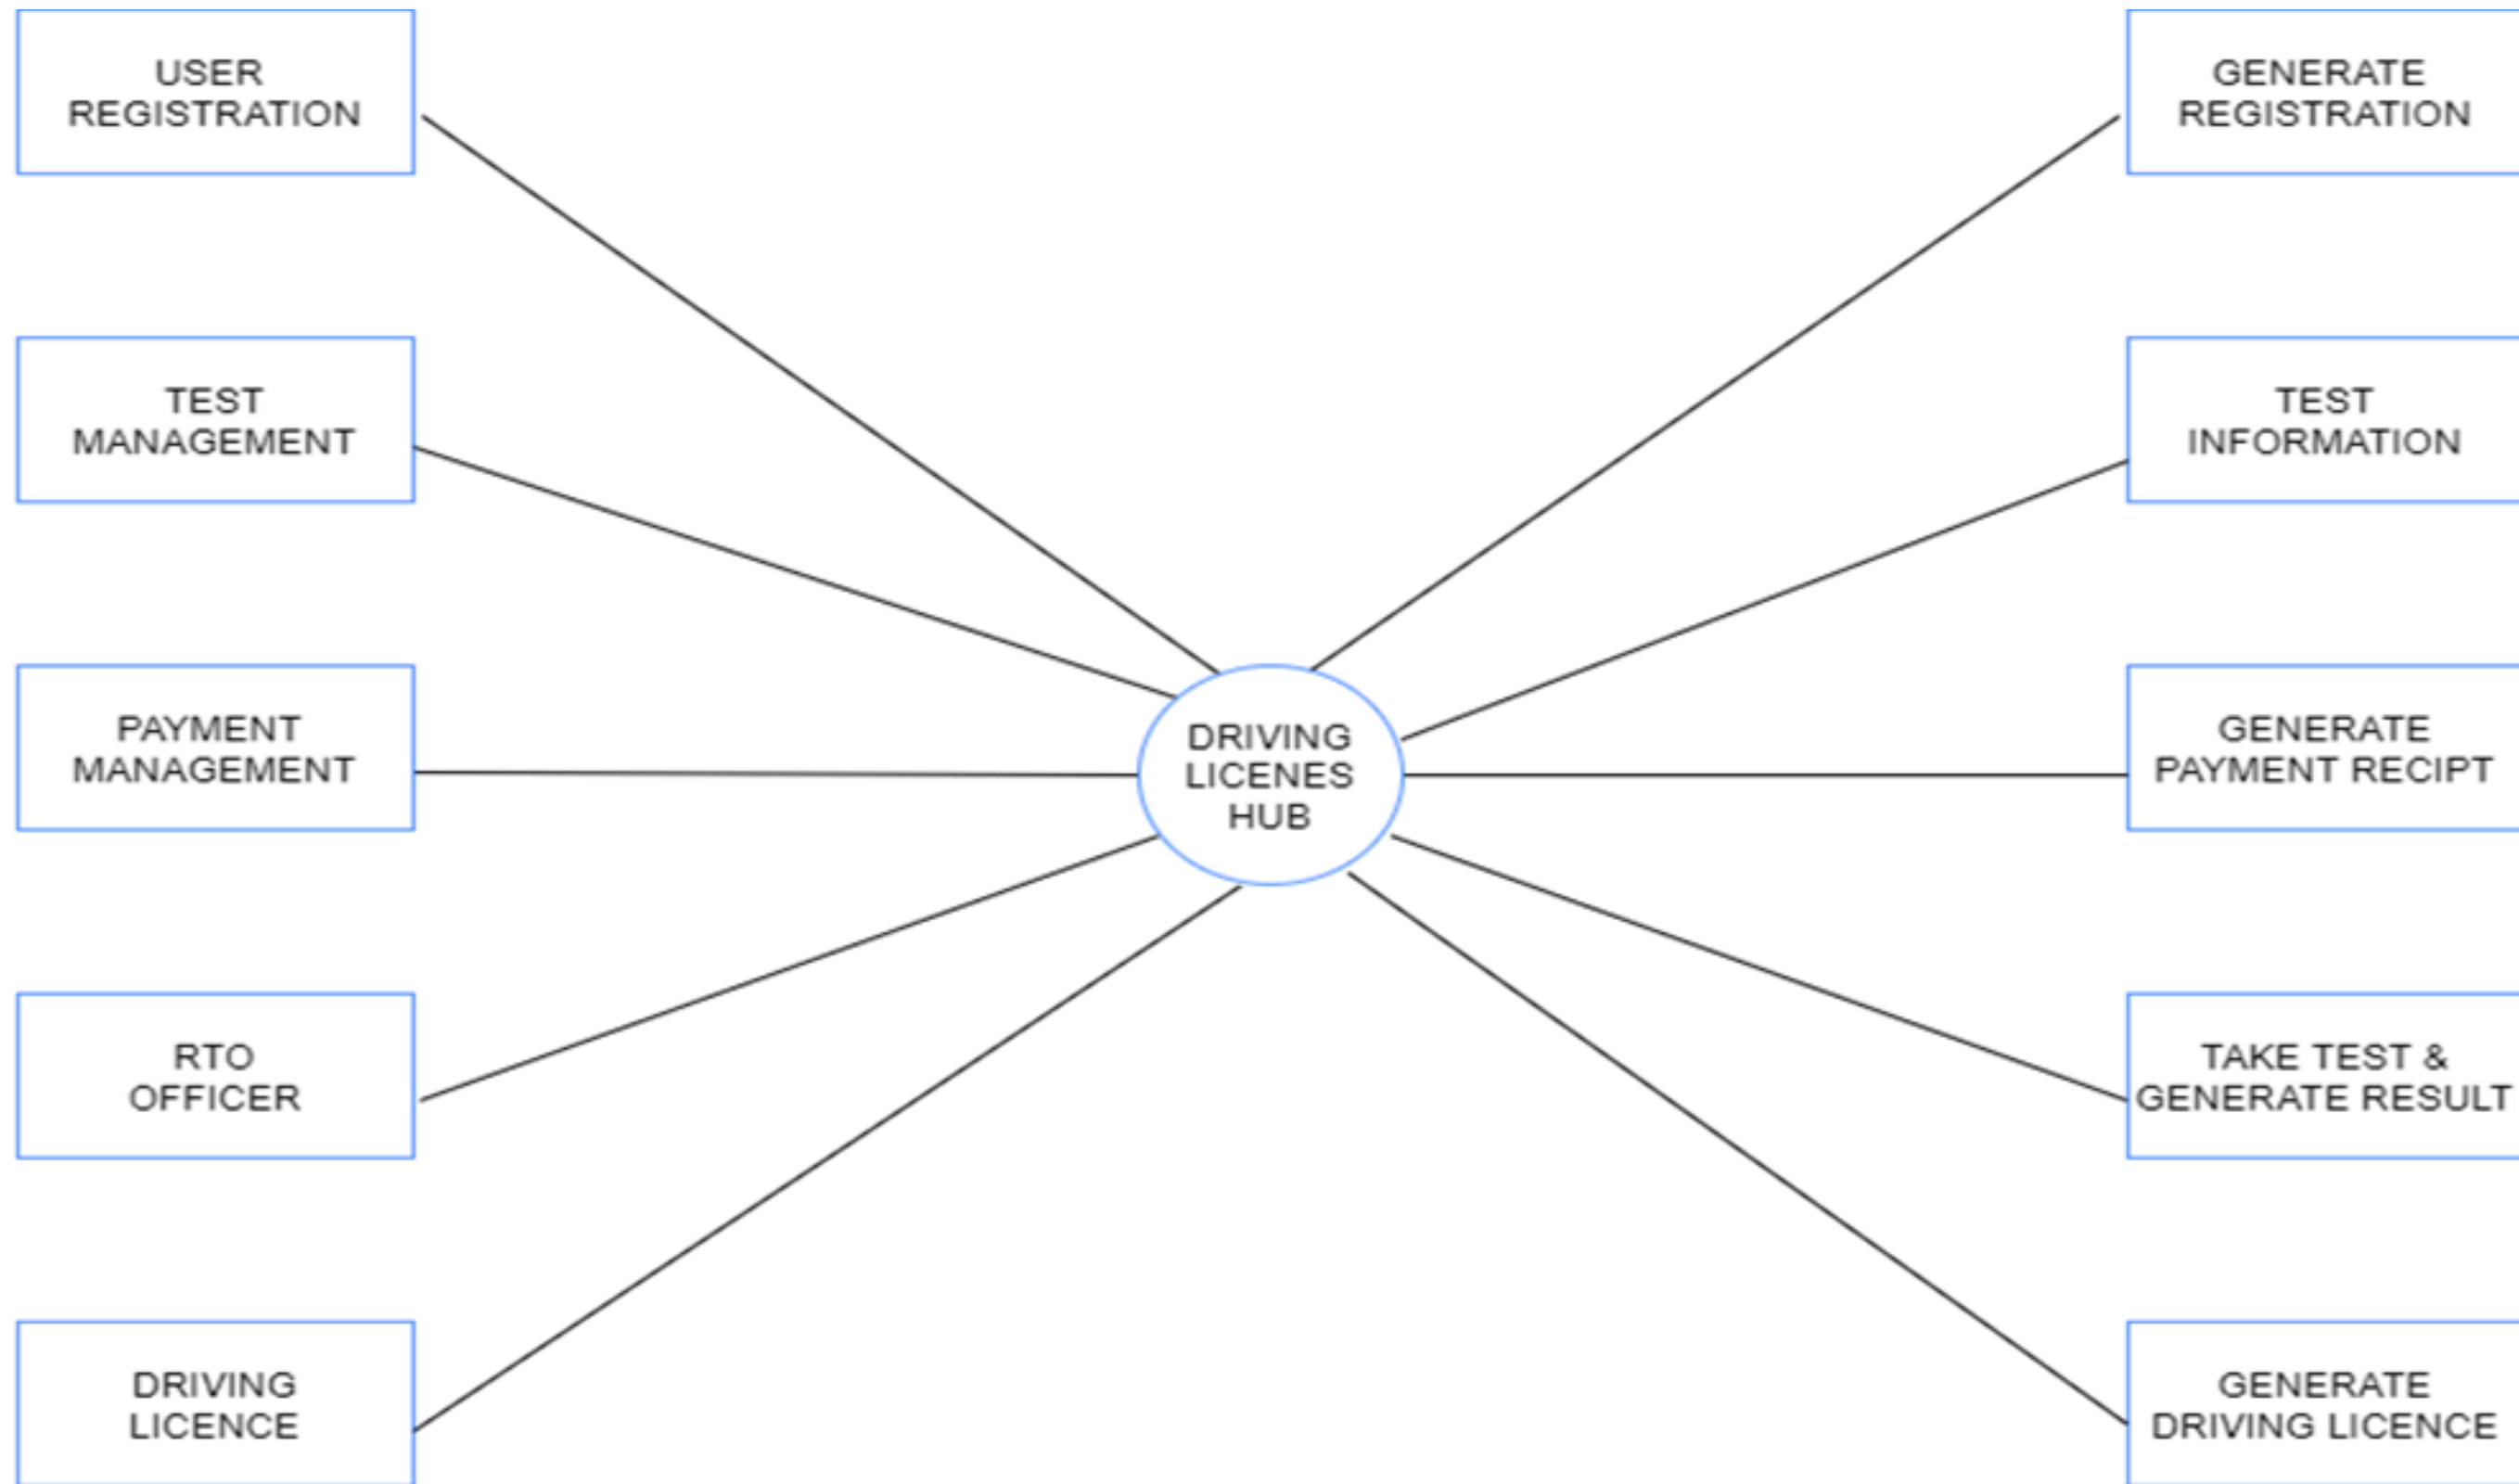 USER
REGISTRATION
GENERATE
REGISTRATION
TEST
MANAGEMENT
TEST
INFORMATION
PAYMENT
MANAGEMENT
DRIVING
LICENES
HUB
GENERATE
PAYMENT RECIPT
RTO
OFFICER
TAKE TEST &
GENERATE RESULT
DRIVING
LICENCE
GENERATE
DRIVING LICENCE